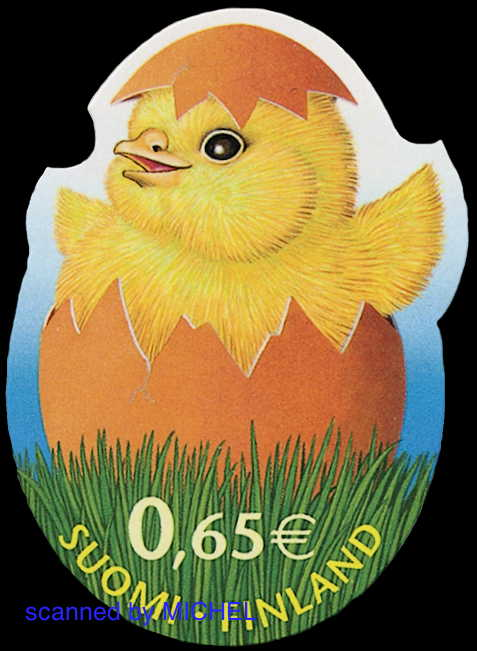 0,65€
SUOMI · FINLAND
scanned by MICHEL